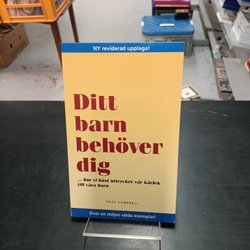 NY reviderad upplaga!
Ditt
barn
behöver
dig
... hur vi bäst uttrycker vår kärlek
till våra barn
ROSS CAMPBELL
Över en miljon sålda exemplar!